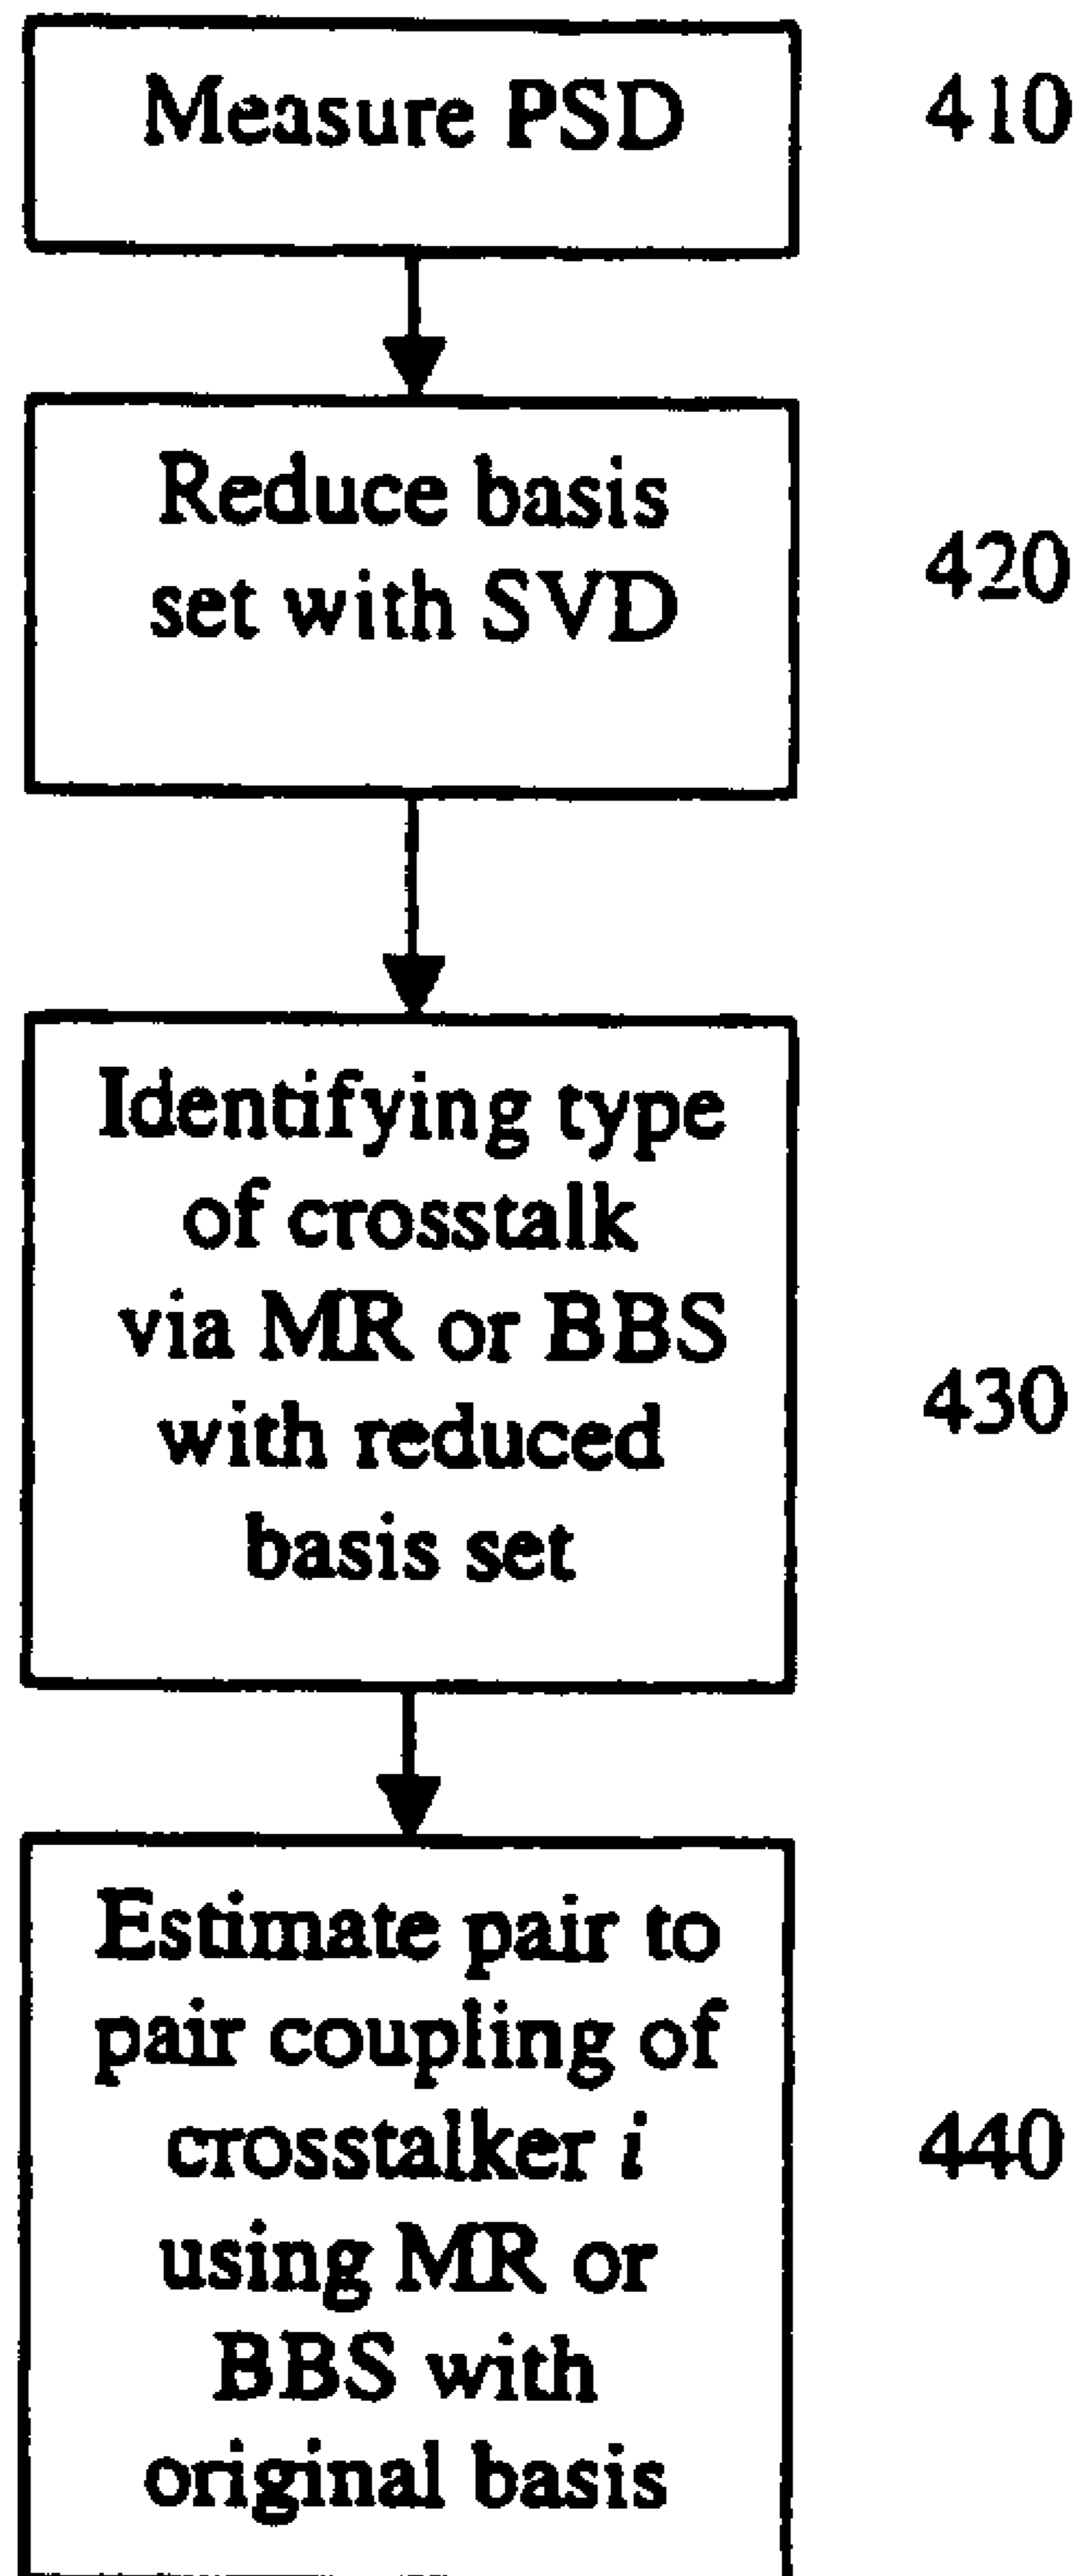 Measure PSD
410
Reduce basis
set with SVD
420
Identifying type
of crosstalk
via MR or BBS
with reduced
basis set
430
Estimate pair to
pair coupling of
crosstalker i
using MR or
BBS with
original basis
440